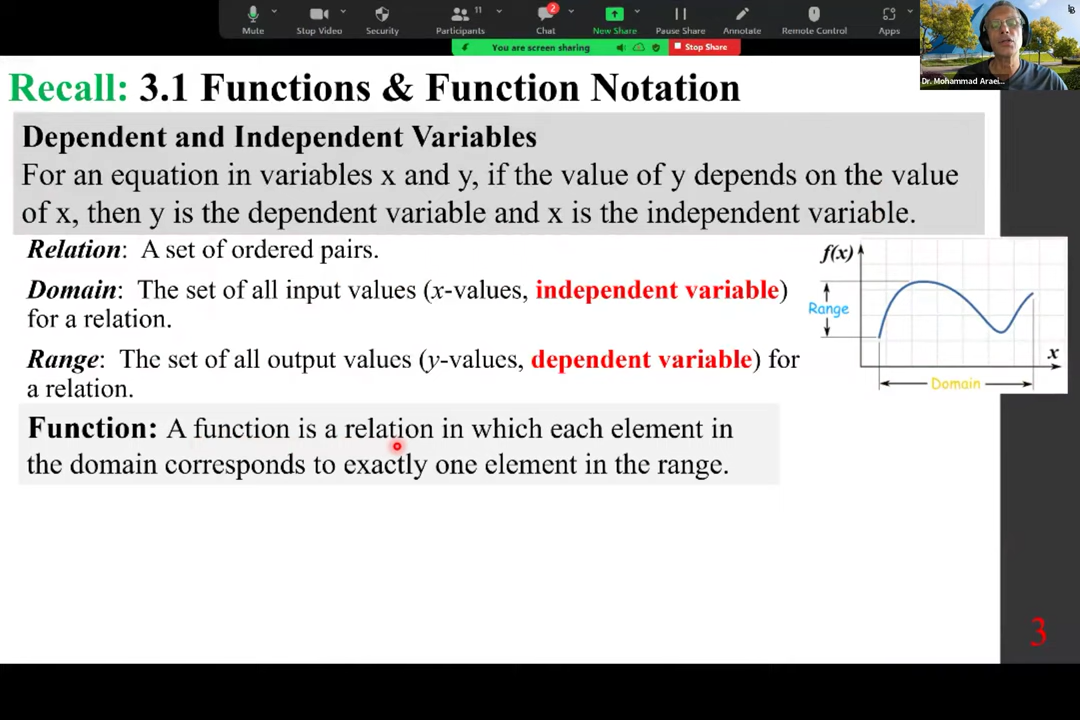 11
2
Mute
Stop Video
Security
Participants
Chat
New Share
Pause Share
Annotate
Remote Control
Apps
You are screen sharing
Stop Share
Dr. Mohammad Araei...
Recall: 3.1 Functions & Function Notation
Dependent and Independent Variables
For an equation in variables x and y, if the value of y depends on the value
of x, then y is the dependent variable and x is the independent variable.
Relation: A set of ordered pairs.
Domain: The set of all input values (x-values, independent variable)
for a relation.
Range: The set of all output values (y-values, dependent variable) for
a relation.
f(x)
Range
x
Domain
Function: A function is a relation in which each element in
the domain corresponds to exactly one element in the range.
3